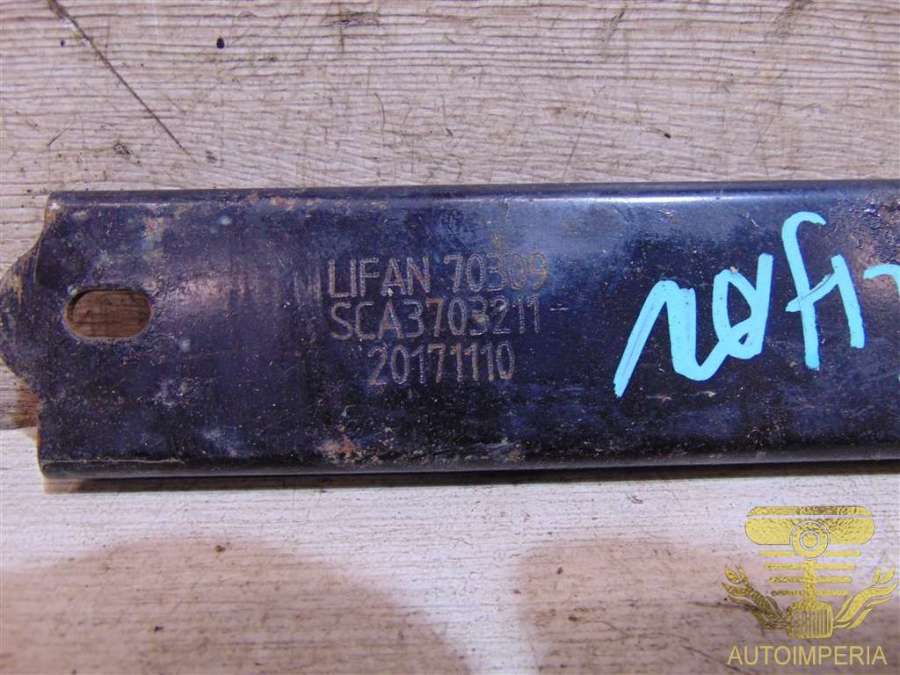 LIFAN 70309
SCA3703211
20171110
AUTOIMPERIA